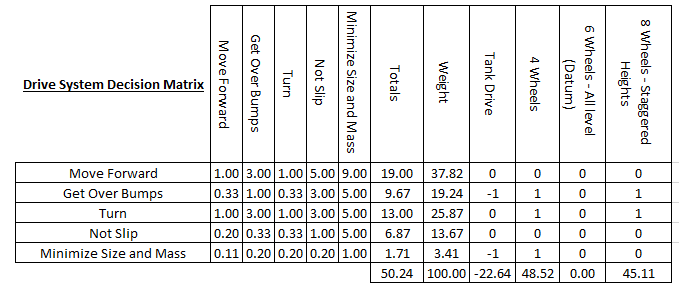 Drive System Decision Matrix Move Forward Get Over Bumps Turn Not Slip Minimize Size and Mass Totals Weight Tank Drive 4 Wheels 6 Wheels - All level (Datum) 8 Wheels - Staggered Heights
Move Forward 1.00 3.00 1.00 5.00 9.00 19.00 37.82 0 0 0 0
Get Over Bumps 0.33 1.00 0.33 3.00 5.00 9.67 19.24 -1 1 0 1
Turn 1.00 3.00 1.00 3.00 5.00 13.00 25.87 0 1 0 1
Not Slip 0.20 0.33 0.33 1.00 5.00 6.87 13.67 0 0 0 0
Minimize Size and Mass 0.11 0.20 0.20 0.20 1.00 1.71 3.41 -1 1 0 0
50.24 100.00 -22.64 48.52 0.00 45.11